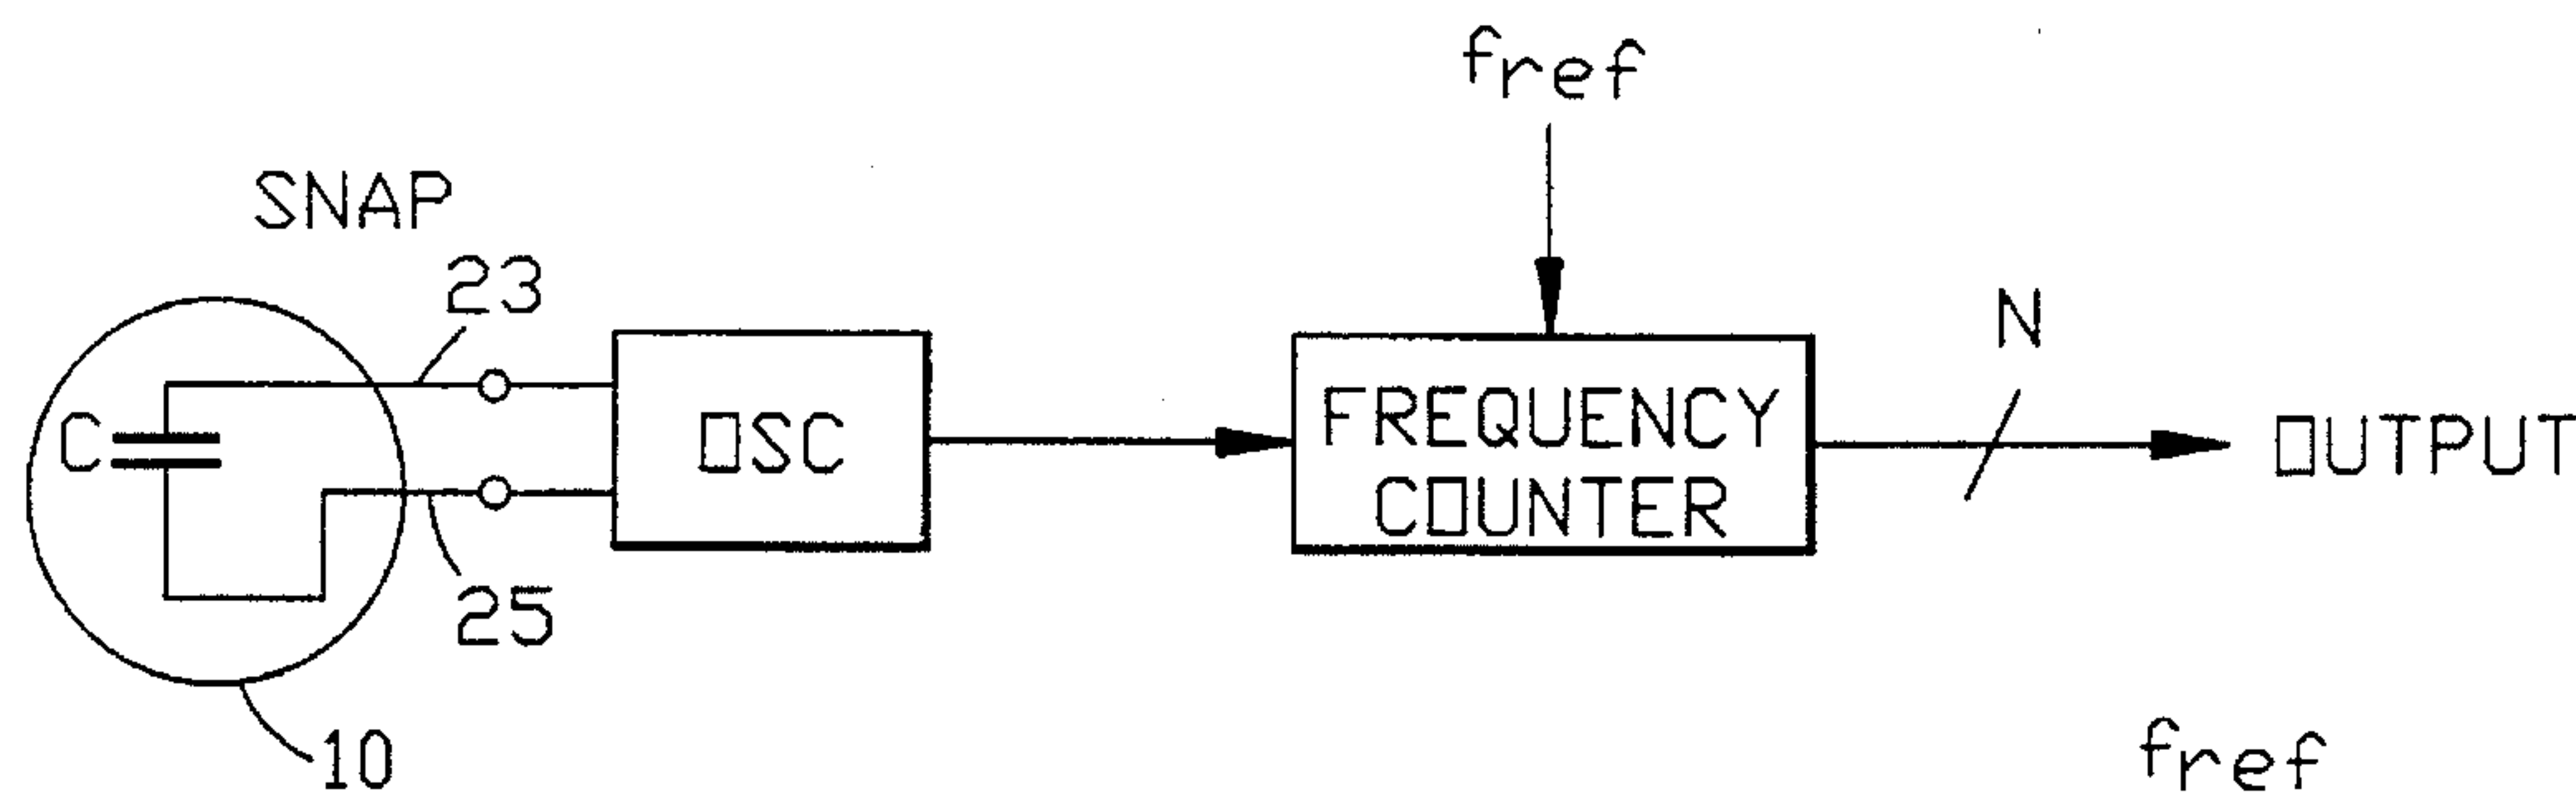 fref
SNAP
23
N
C
OSC
FREQUENCY
COUNTER
OUTPUT
25
10
fref